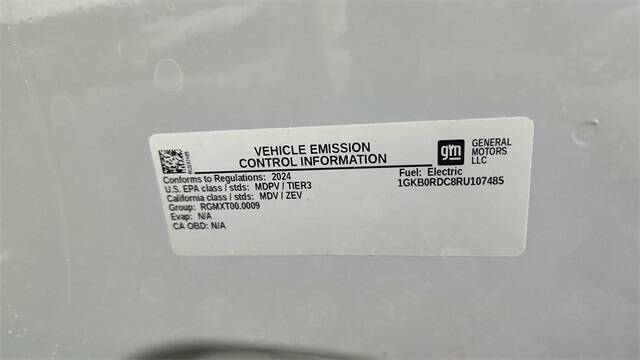 VEHICLE EMISSION
CONTROL INFORMATION
gm
GENERAL
MOTORS
LLC
Conforms to Regulations: 2024
U.S. EPA class / stds: MDPV / TIER3
California class / stds: MDV / ZEV
Group: RGMXT00.0009
Evap: N/A
CA OBD: N/A
Fuel: Electric
1GKB0RDC8RU107485